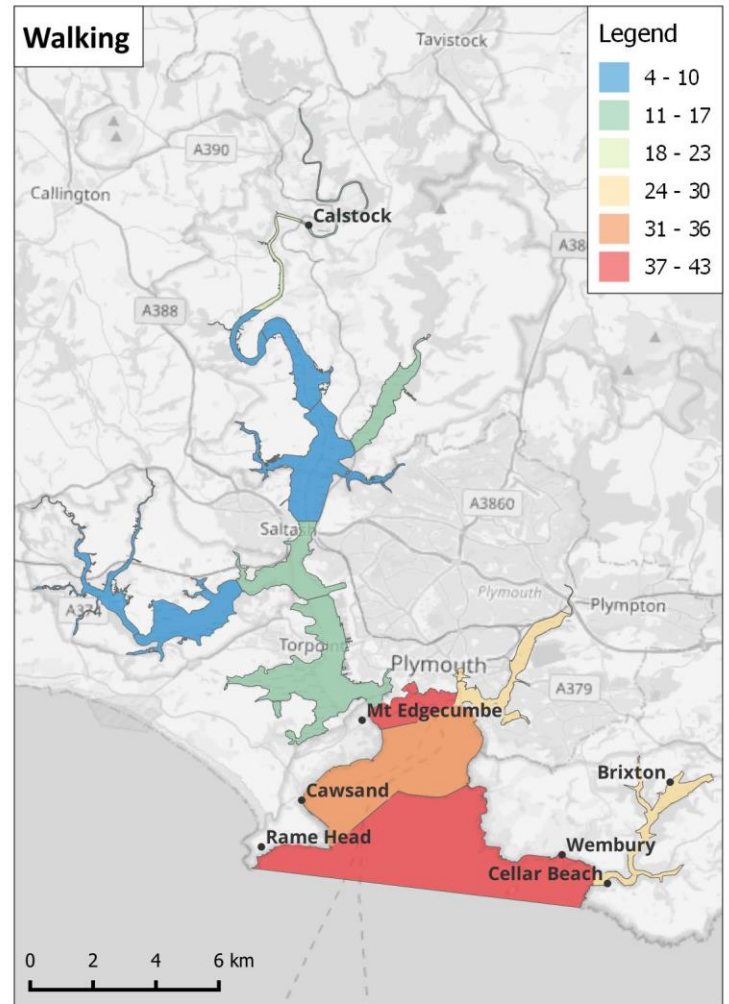 Walking
Tavistock
Legend
4 - 10
11 - 17
18 - 23
24 - 30
31 - 36
37 - 43
A390
Callington
Calstock
A38
A388
A3860
Saltash
Plymouth
Plympton
A374
Torpoint
Plymouth
A379
Mt Edgecumbe
Brixton
Cawsand
Rame Head
Wembury
Cellar Beach
0 2 4 6 km